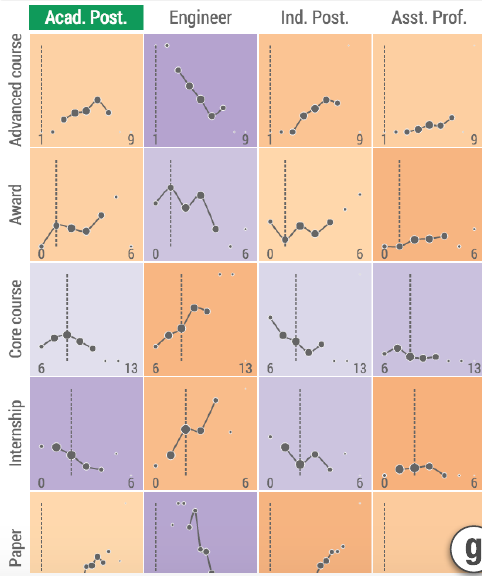 Acad. Post. Engineer Ind. Post. Asst. Prof.
Advanced course
1 9 1 9 1 9 1 9
Award
0 6 0 6 0 6 0 6
Core course
6 13 6 13 6 13 6 13
Internship
0 6 0 6 0 6 0 6
Paper
g